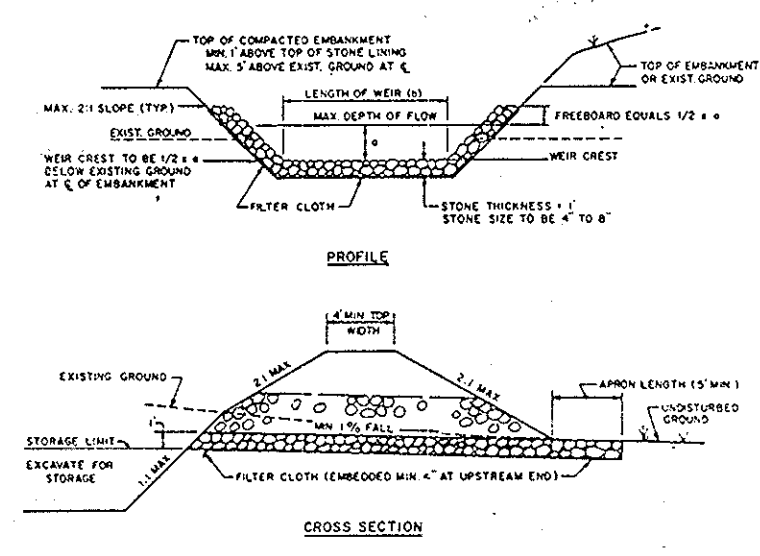 TOP OF COMPACTED EMBANKMENT
MIN. 1' ABOVE TOP OF STONE LINING
MAX. 5' ABOVE EXIST. GROUND AT ℄
TOP OF EMBANKMENT
OR EXIST. GROUND
LENGTH OF WEIR (b)
MAX. 2:1 SLOPE (TYP.)
MAX. DEPTH OF FLOW
FREEBOARD EQUALS 1/2 x a
EXIST. GROUND
a
WEIR CREST TO BE 1/2 x a
BELOW EXISTING GROUND
AT ℄ OF EMBANKMENT
WEIR CREST
FILTER CLOTH
STONE THICKNESS = 1'
STONE SIZE TO BE 4" TO 8"
PROFILE
4' MIN. TOP
WIDTH
EXISTING GROUND
2:1 MAX
2:1 MAX
APRON LENGTH (5' MIN.)
UNDISTURBED
GROUND
1'
MIN 1% FALL
STORAGE LIMIT
EXCAVATE FOR
STORAGE
1:1 MAX
FILTER CLOTH (EMBEDDED MIN. 4" AT UPSTREAM END)
CROSS SECTION